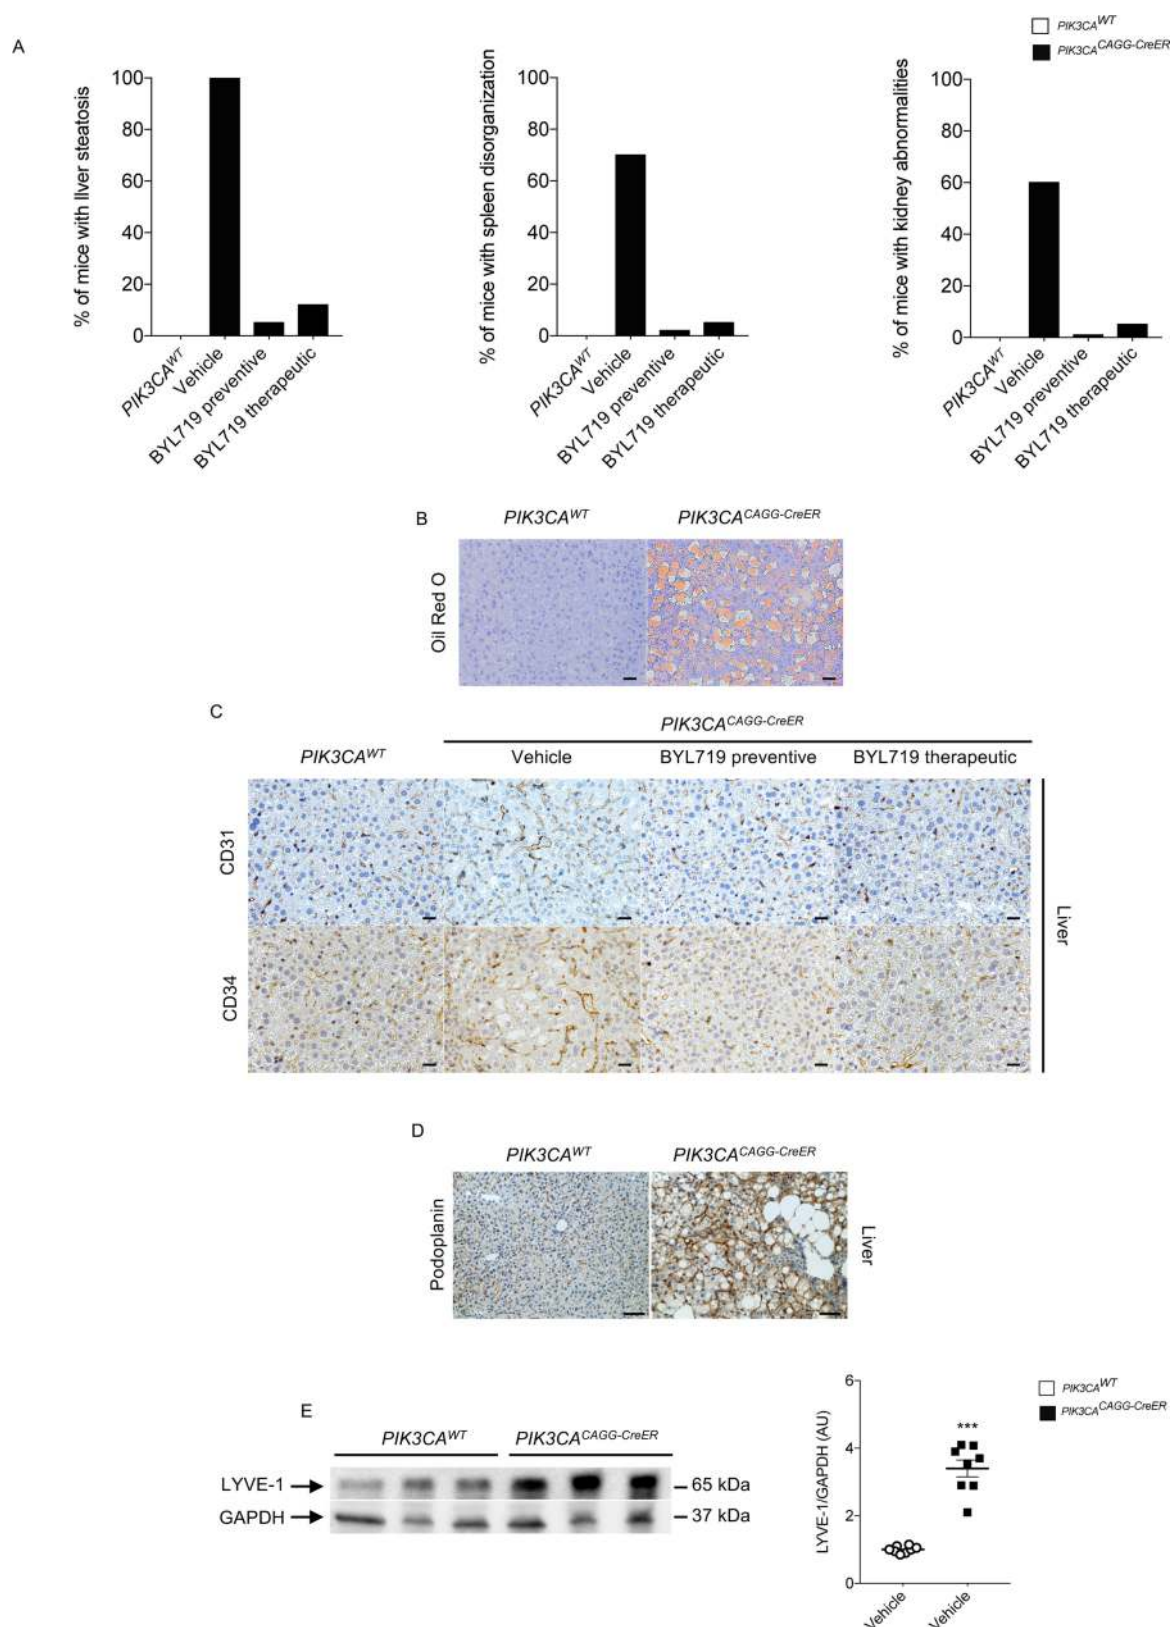 PIK3CA^WT
PIK3CA^CAGG-CreER
A
% of mice with liver steatosis
100
80
60
40
20
0
PIK3CA^WT
Vehicle
BYL719 preventive
BYL719 therapeutic
% of mice with spleen disorganization
100
80
60
40
20
0
PIK3CA^WT
Vehicle
BYL719 preventive
BYL719 therapeutic
% of mice with kidney abnormalities
100
80
60
40
20
0
PIK3CA^WT
Vehicle
BYL719 preventive
BYL719 therapeutic
B
PIK3CA^WT PIK3CA^CAGG-CreER
Oil Red O
C
PIK3CA^CAGG-CreER
PIK3CA^WT Vehicle BYL719 preventive BYL719 therapeutic
CD31
CD34
Liver
D
PIK3CA^WT PIK3CA^CAGG-CreER
Podoplanin
Liver
E
PIK3CA^WT PIK3CA^CAGG-CreER
LYVE-1
65 kDa
GAPDH
37 kDa
LYVE-1/GAPDH (AU)
6
4
2
0
***
Vehicle
Vehicle
PIK3CA^WT
PIK3CA^CAGG-CreER